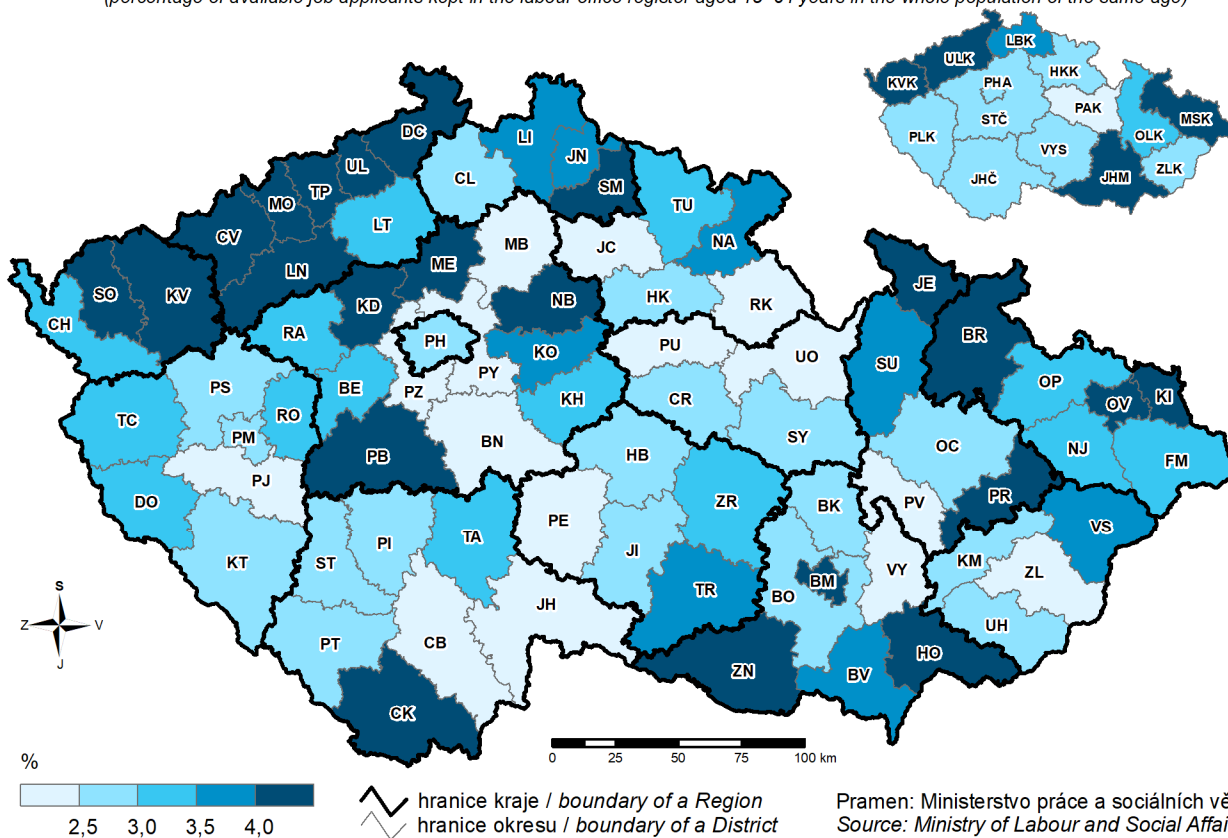 (percentage of available job applicants kept in the labour office register aged 15–64 years in the whole population of the same age)
LBK
ULK
KVK
HKK
PHA
PAK
MSK
STČ
PLK
OLK
VYS
ZLK
JHČ
JHM
DC
LI
JN
UL
CL
SM
TP
MO
TU
LT
CV
NA
MB
JC
ME
LN
JE
SO
KV
NB
HK
RK
KD
CH
RA
BR
PH
PU
KO
UO
SU
PY
PS
BE
PZ
OP
KI
KH
CR
OV
TC
RO
PM
SY
BN
OC
PB
HB
NJ
FM
PJ
DO
PR
ZR
PV
BK
PE
VS
TA
PI
JI
ST
KT
KM
VY
ZL
BM
TR
BO
JH
UH
PT
CB
HO
ZN
BV
CK
S
Z V
J
0 25 50 75 100 km
%
2,5 3,0 3,5 4,0
hranice kraje / boundary of a Region
hranice okresu / boundary of a District
Pramen: Ministerstvo práce a sociálních vě
Source: Ministry of Labour and Social Affai